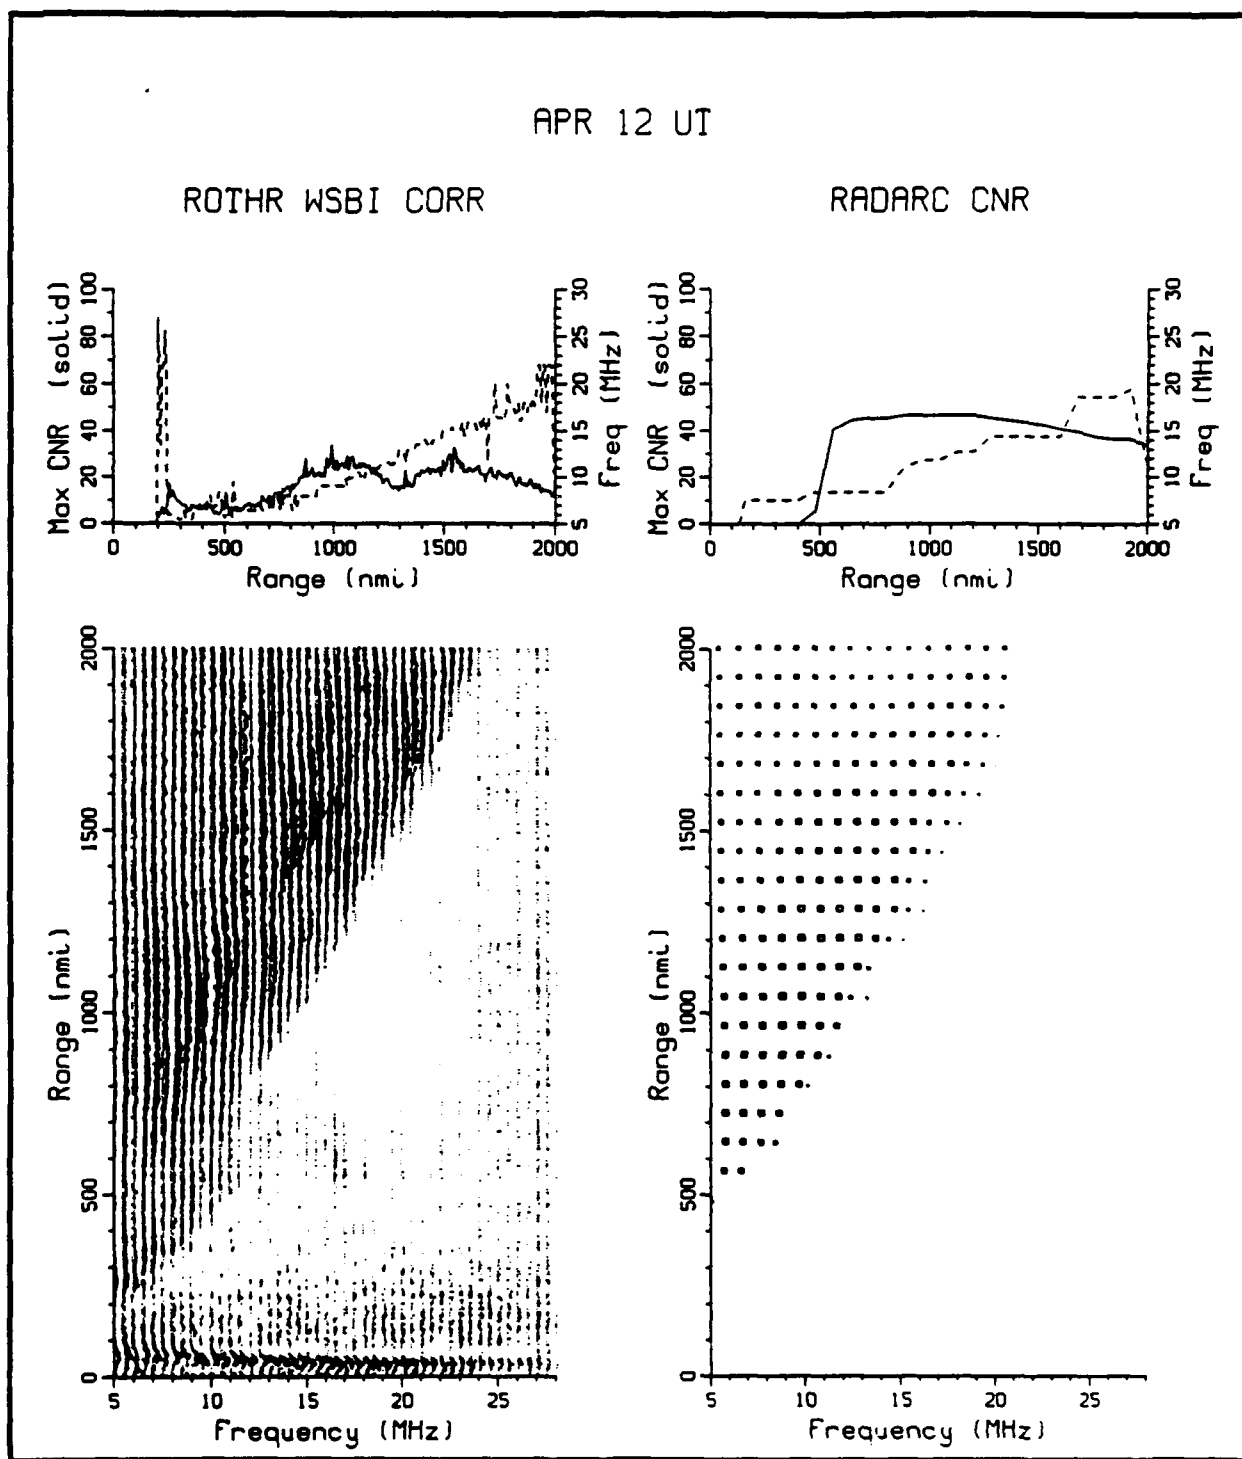 APR 12 UT
ROTHR WSBI CORR
RADARC CNR
Max CNR (solid)
0 20 40 60 80 100
Freq (MHz)
5 10 15 20 25 30
0 500 1000 1500 2000
Range (nmi)
Max CNR (solid)
0 20 40 60 80 100
Freq (MHz)
5 10 15 20 25 30
0 500 1000 1500 2000
Range (nmi)
Range (nmi)
0 500 1000 1500 2000
5 10 15 20 25
Frequency (MHz)
Range (nmi)
0 500 1000 1500 2000
5 10 15 20 25
Frequency (MHz)